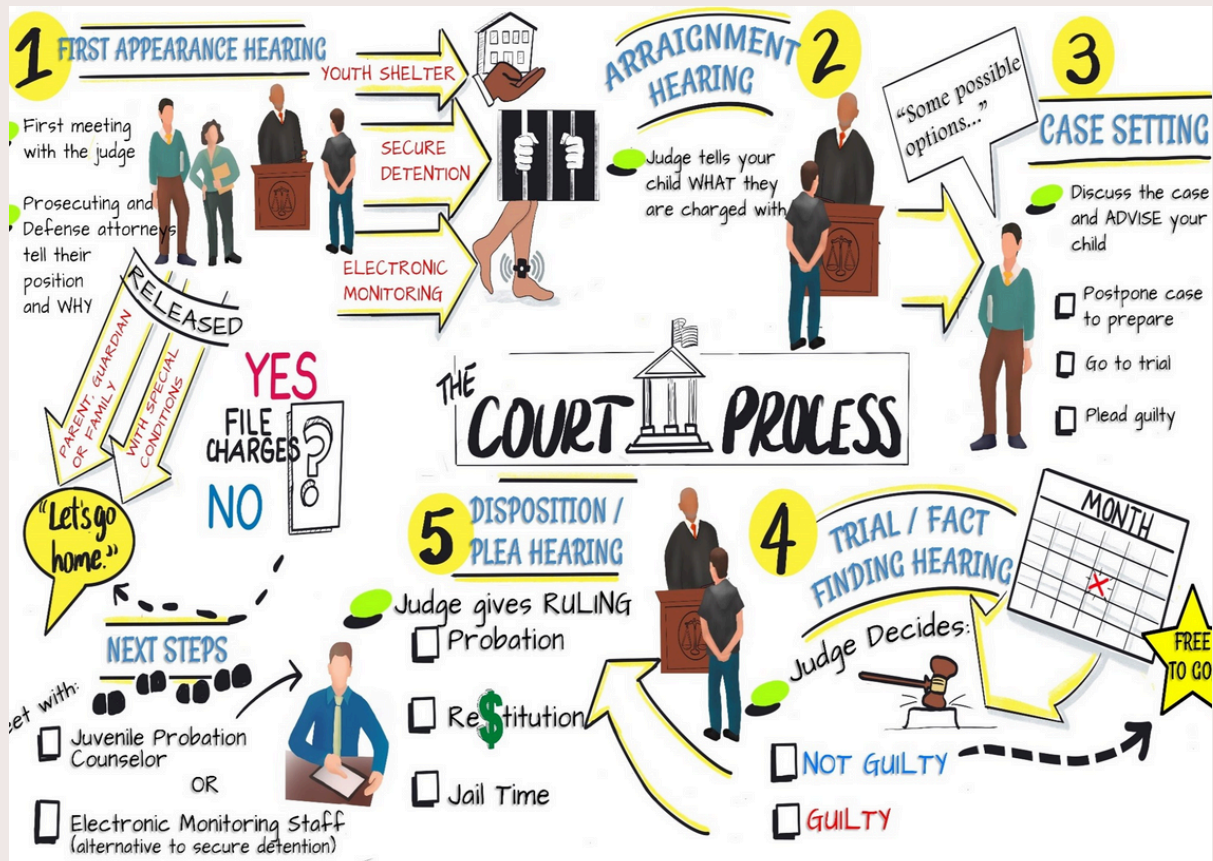 1
FIRST APPEARANCE HEARING
First meeting
with the judge
Prosecuting and
Defense attorneys
tell their
position
and WHY
YOUTH SHELTER
SECURE
DETENTION
ELECTRONIC
MONITORING
RELEASED
PARENT, GUARDIAN
OR FAMILY
WITH SPECIAL
CONDITIONS
"Let's go
home."
YES
FILE
CHARGES
?
NO
NEXT STEPS
with:
Juvenile Probation
Counselor
OR
Electronic Monitoring Staff
(alternative to secure detention)
THE
COURT PROCESS
ARRAIGNMENT
HEARING
2
Judge tells your
child WHAT they
are charged with
"Some possible
options..."
3
CASE SETTING
Discuss the case
and ADVISE your
child
Postpone case
to prepare
Go to trial
Plead guilty
4
TRIAL / FACT
FINDING HEARING
MONTH
X
Judge Decides:
NOT GUILTY
GUILTY
FREE
TO GO
5
DISPOSITION /
PLEA HEARING
Judge gives RULING
Probation
Re$titution
Jail Time